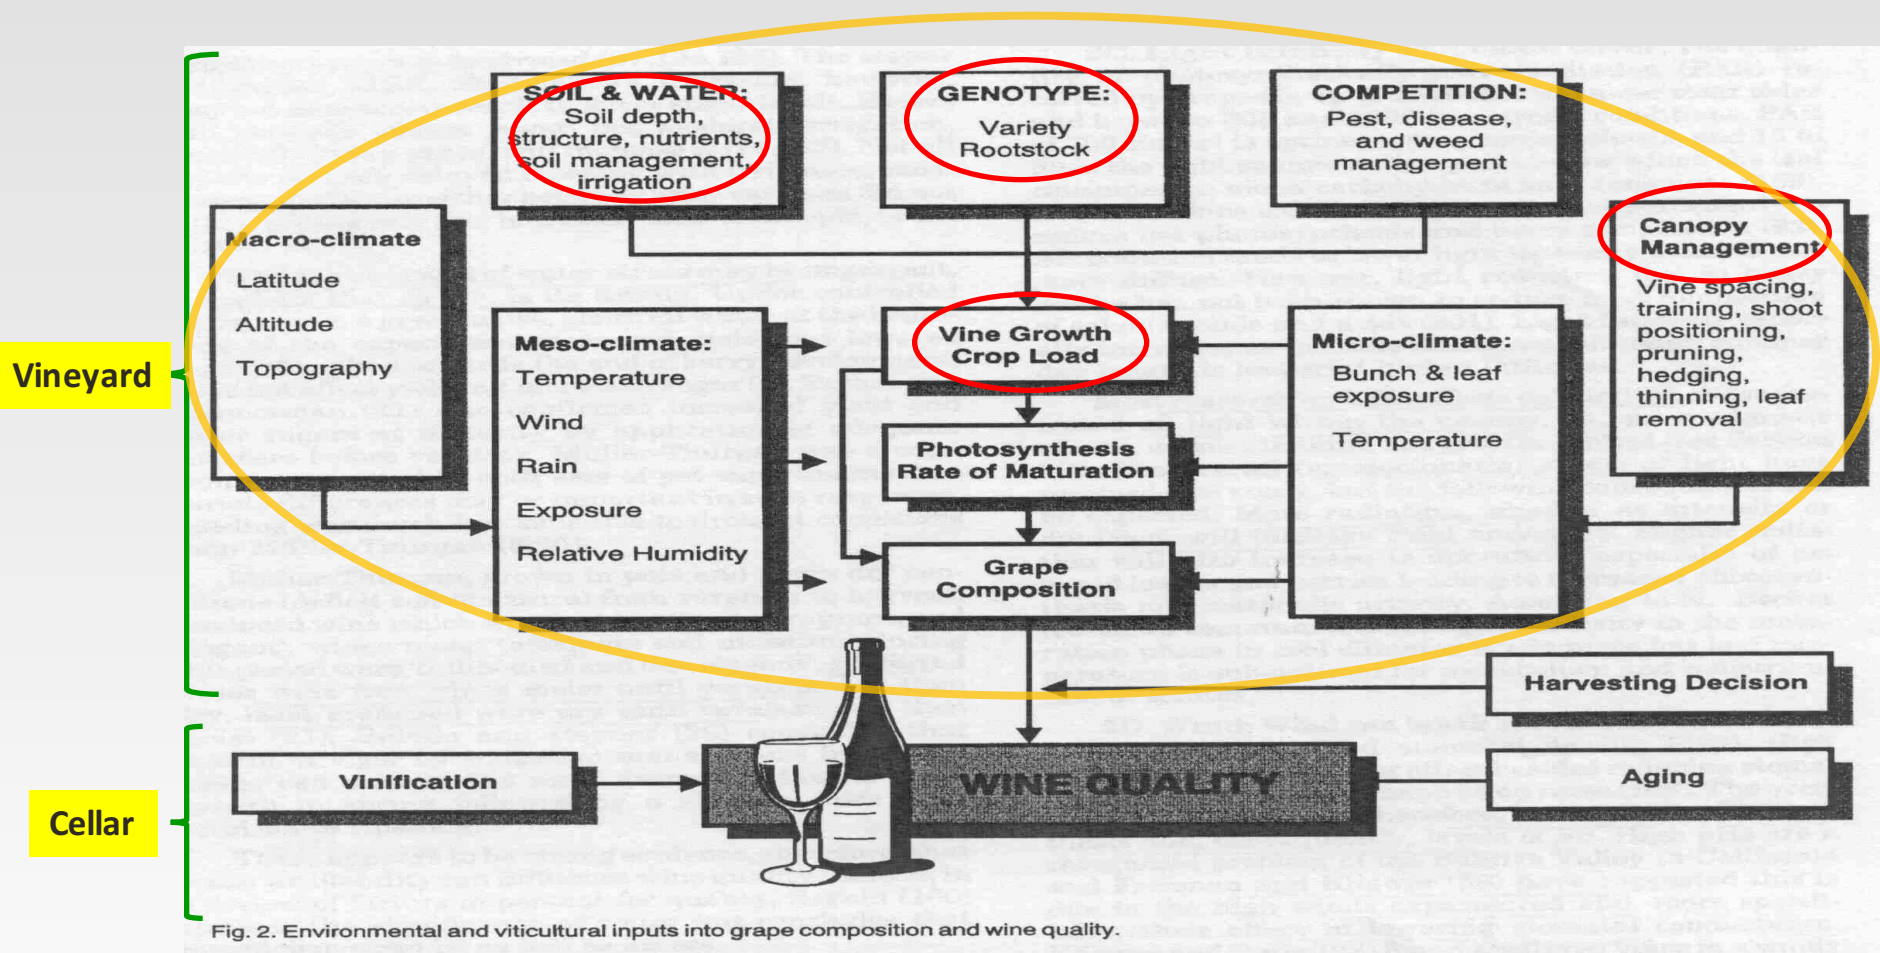 SOIL & WATER:
Soil depth,
structure, nutrients,
soil management,
irrigation
GENOTYPE:
Variety
Rootstock
COMPETITION:
Pest, disease,
and weed
management
Macro-climate
Latitude
Altitude
Topography
Canopy
Management
Vine spacing,
training, shoot
positioning,
pruning,
hedging,
thinning, leaf
removal
Meso-climate:
Temperature
Wind
Rain
Exposure
Relative Humidity
Vine Growth
Crop Load
Micro-climate:
Bunch & leaf
exposure
Temperature
Vineyard
Photosynthesis
Rate of Maturation
Grape
Composition
Harvesting Decision
Vinification
WINE QUALITY
Aging
Cellar
Fig. 2. Environmental and viticultural inputs into grape composition and wine quality.